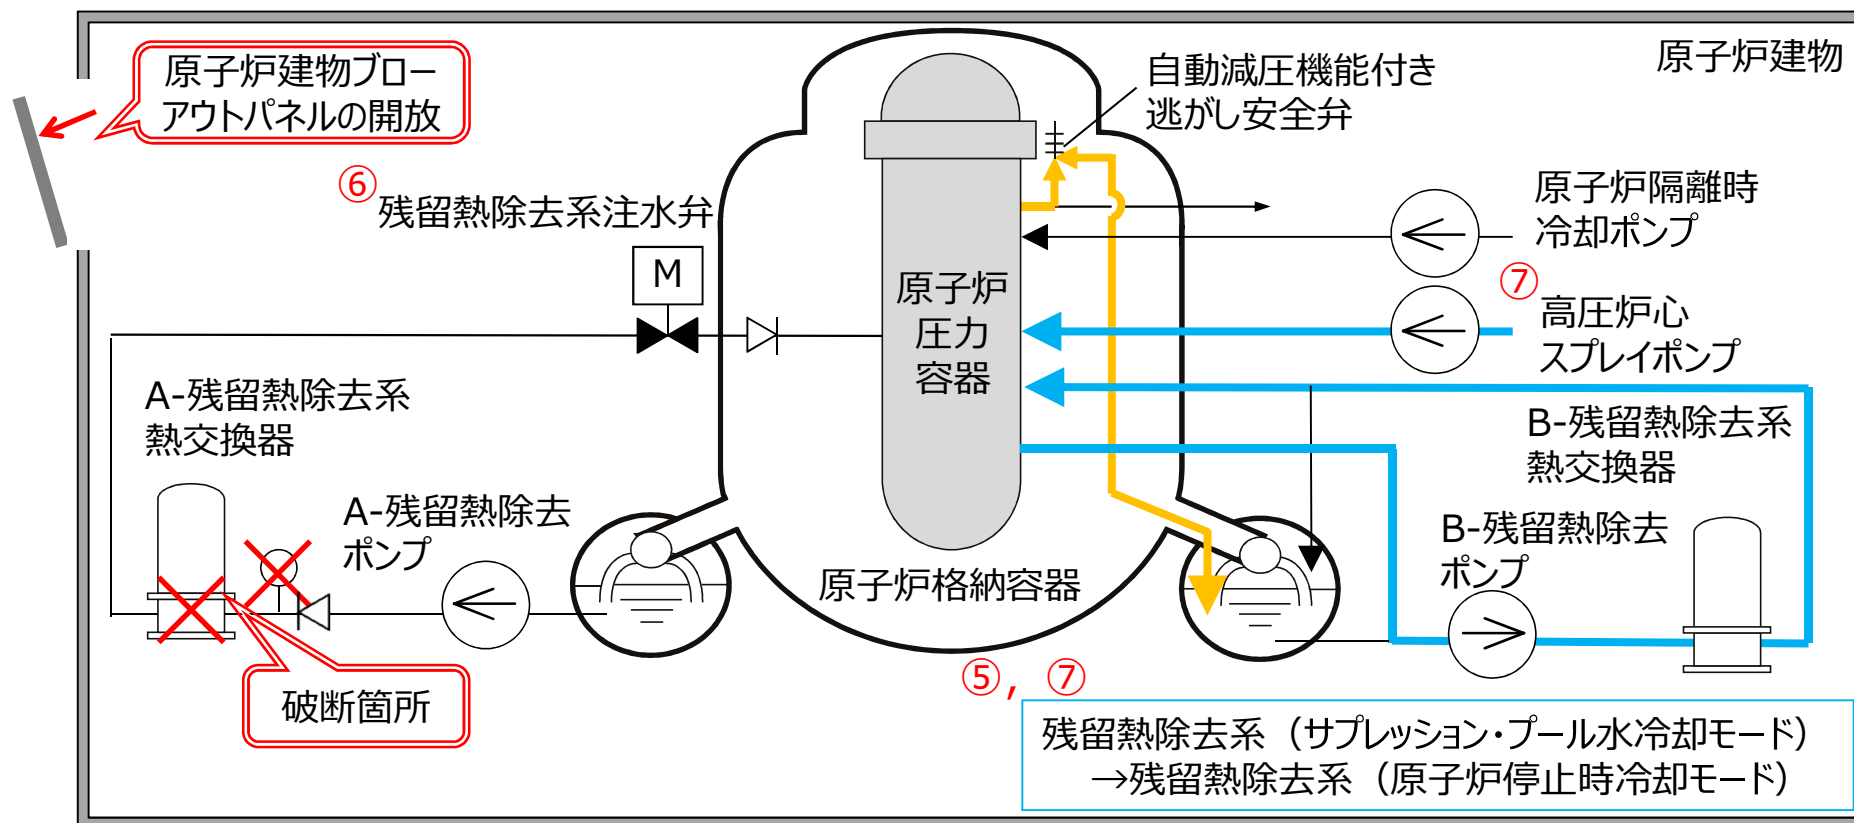 原子炉建物ブロー
アウトパネルの開放
自動減圧機能付き
逃がし安全弁
原子炉建物
⑥
残留熱除去系注水弁
M
原子炉隔離時
冷却ポンプ
⑦
高圧炉心
スプレイポンプ
原子炉
圧力
容器
A-残留熱除去系
熱交換器
B-残留熱除去系
熱交換器
A-残留熱除去
ポンプ
B-残留熱除去
ポンプ
原子炉格納容器
破断箇所
⑤, ⑦
残留熱除去系（サプレッション・プール水冷却モード）
→残留熱除去系（原子炉停止時冷却モード）